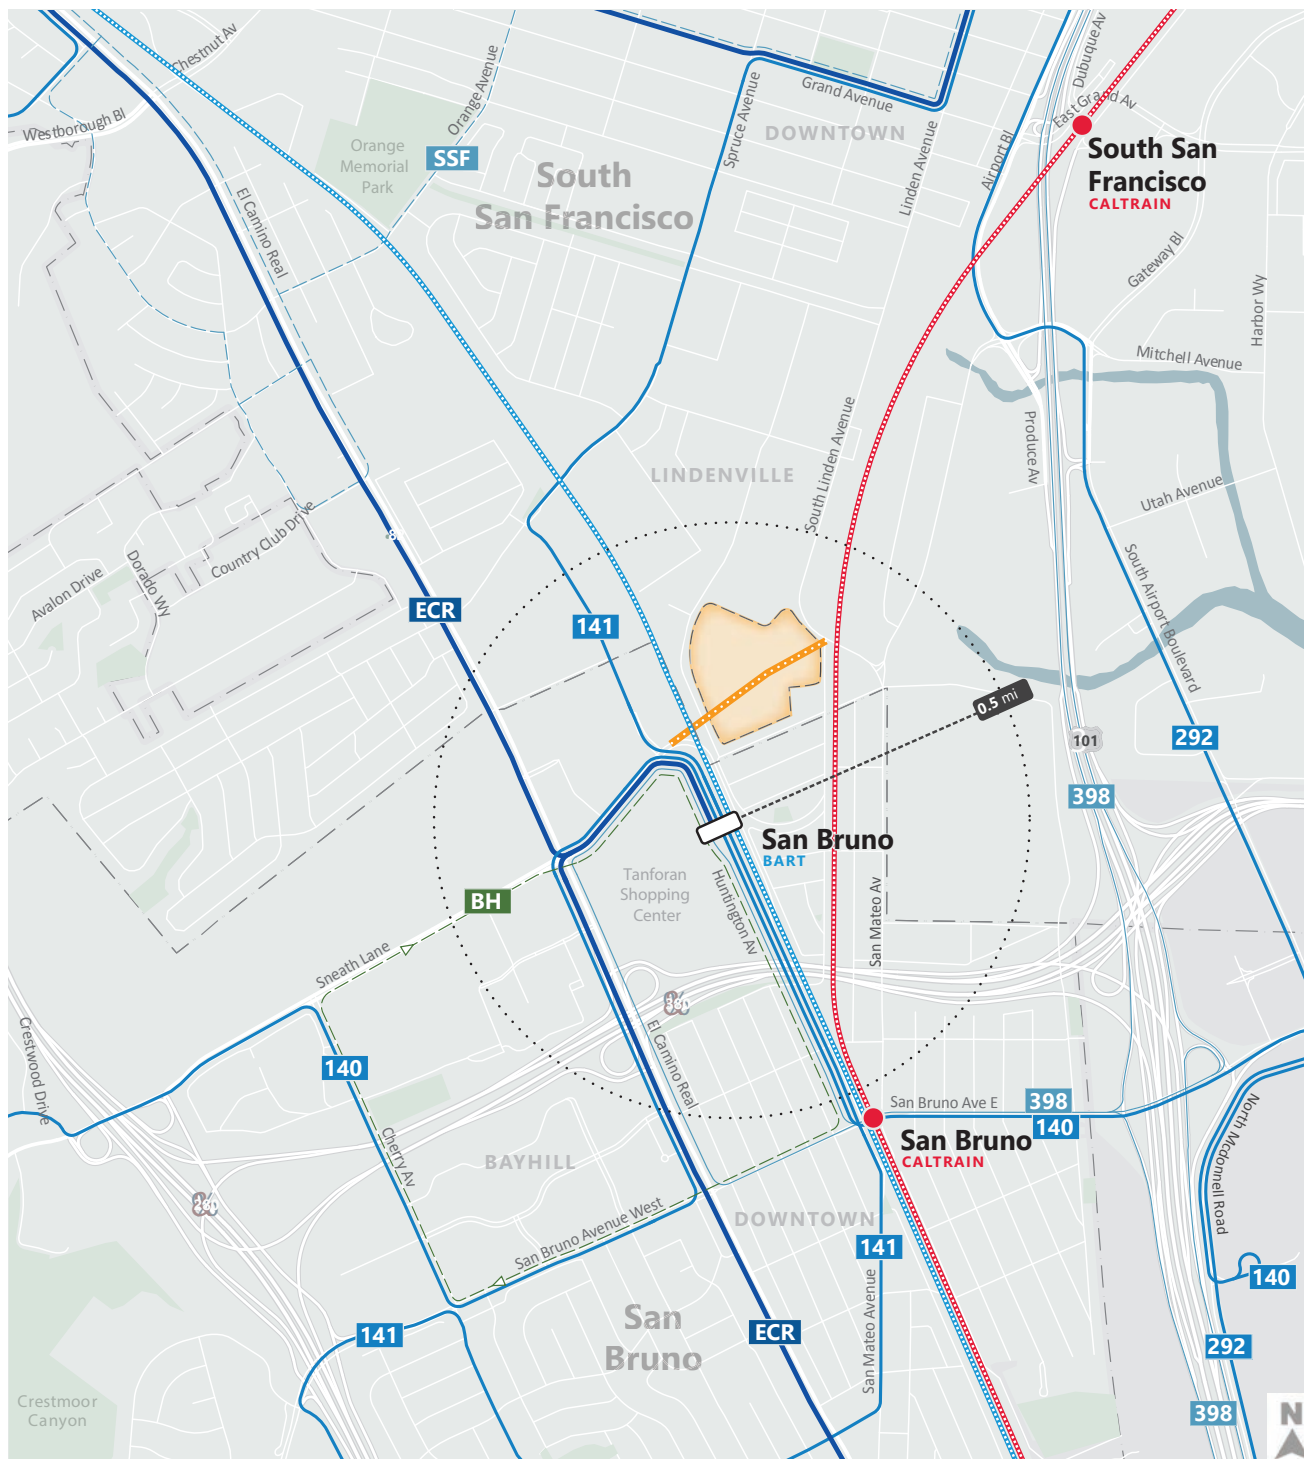 Chestnut Av
Westborough Bl
Orange Avenue
Orange
Memorial
Park
SSF
South
San Francisco
El Camino Real
Spruce Avenue
Grand Avenue
DOWNTOWN
Linden Avenue
Airport Bl
Dubuque Av
East Grand Av
South San
Francisco
CALTRAIN
Gateway Bl
Harbor Wy
Mitchell Avenue
Produce Av
Utah Avenue
South Airport Boulevard
LINDENVILLE
South Linden Avenue
Country Club Drive
Avalon Drive
Dorado Wy
ECR
141
0.5 mi
101
292
398
San Bruno
BART
Tanforan
Shopping
Center
Huntington Av
San Mateo Av
BH
Sneath Lane
380
El Camino Real
Crestwood Drive
140
Cherry Av
San Bruno Ave E
398
140
San Bruno
CALTRAIN
North Mcdonnell Road
BAYHILL
280
San Bruno Avenue West
DOWNTOWN
141
140
San Mateo Avenue
San
Bruno
ECR
141
292
398
Crestmoor
Canyon
N